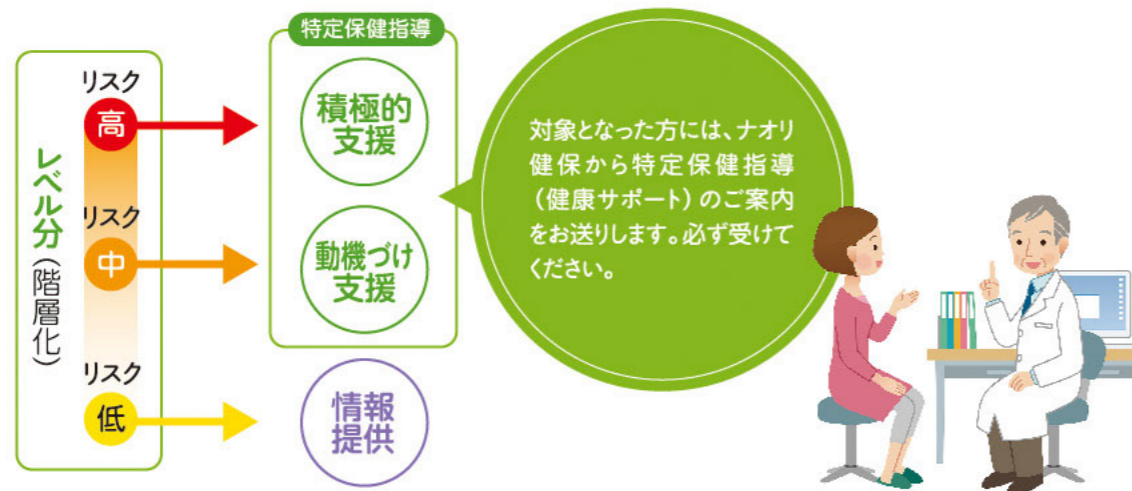 レベル分(階層化)
リスク
高
リスク
中
リスク
低
特定保健指導
積極的
支援
動機づけ
支援
情報
提供
対象となった方には、ナオリ
健保から特定保健指導
(健康サポート)のご案内
をお送りします。必ず受けて
ください。